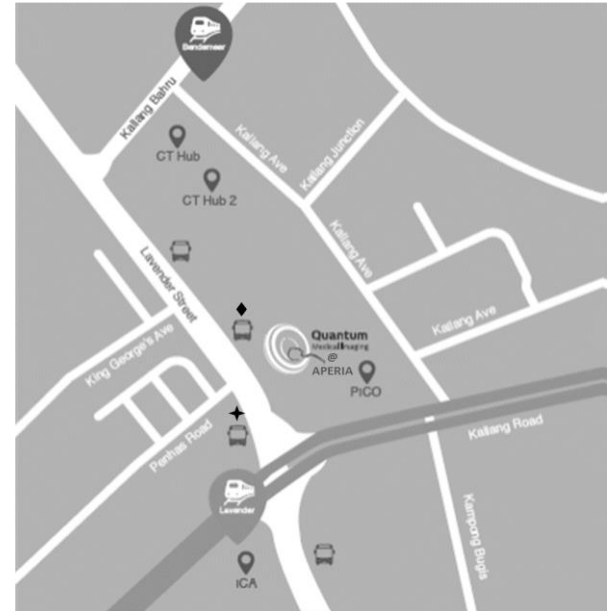 Bendemeer
Kallang Bahru
CT Hub
Kallang Ave
Kallang Junction
CT Hub 2
Lavender Street
Kallang Ave
Quantum
Medical Imaging
@
APERIA
Kallang Ave
King George's Ave
PICO
Penhas Road
Kallang Road
Lavender
Kampong Bugis
ICA